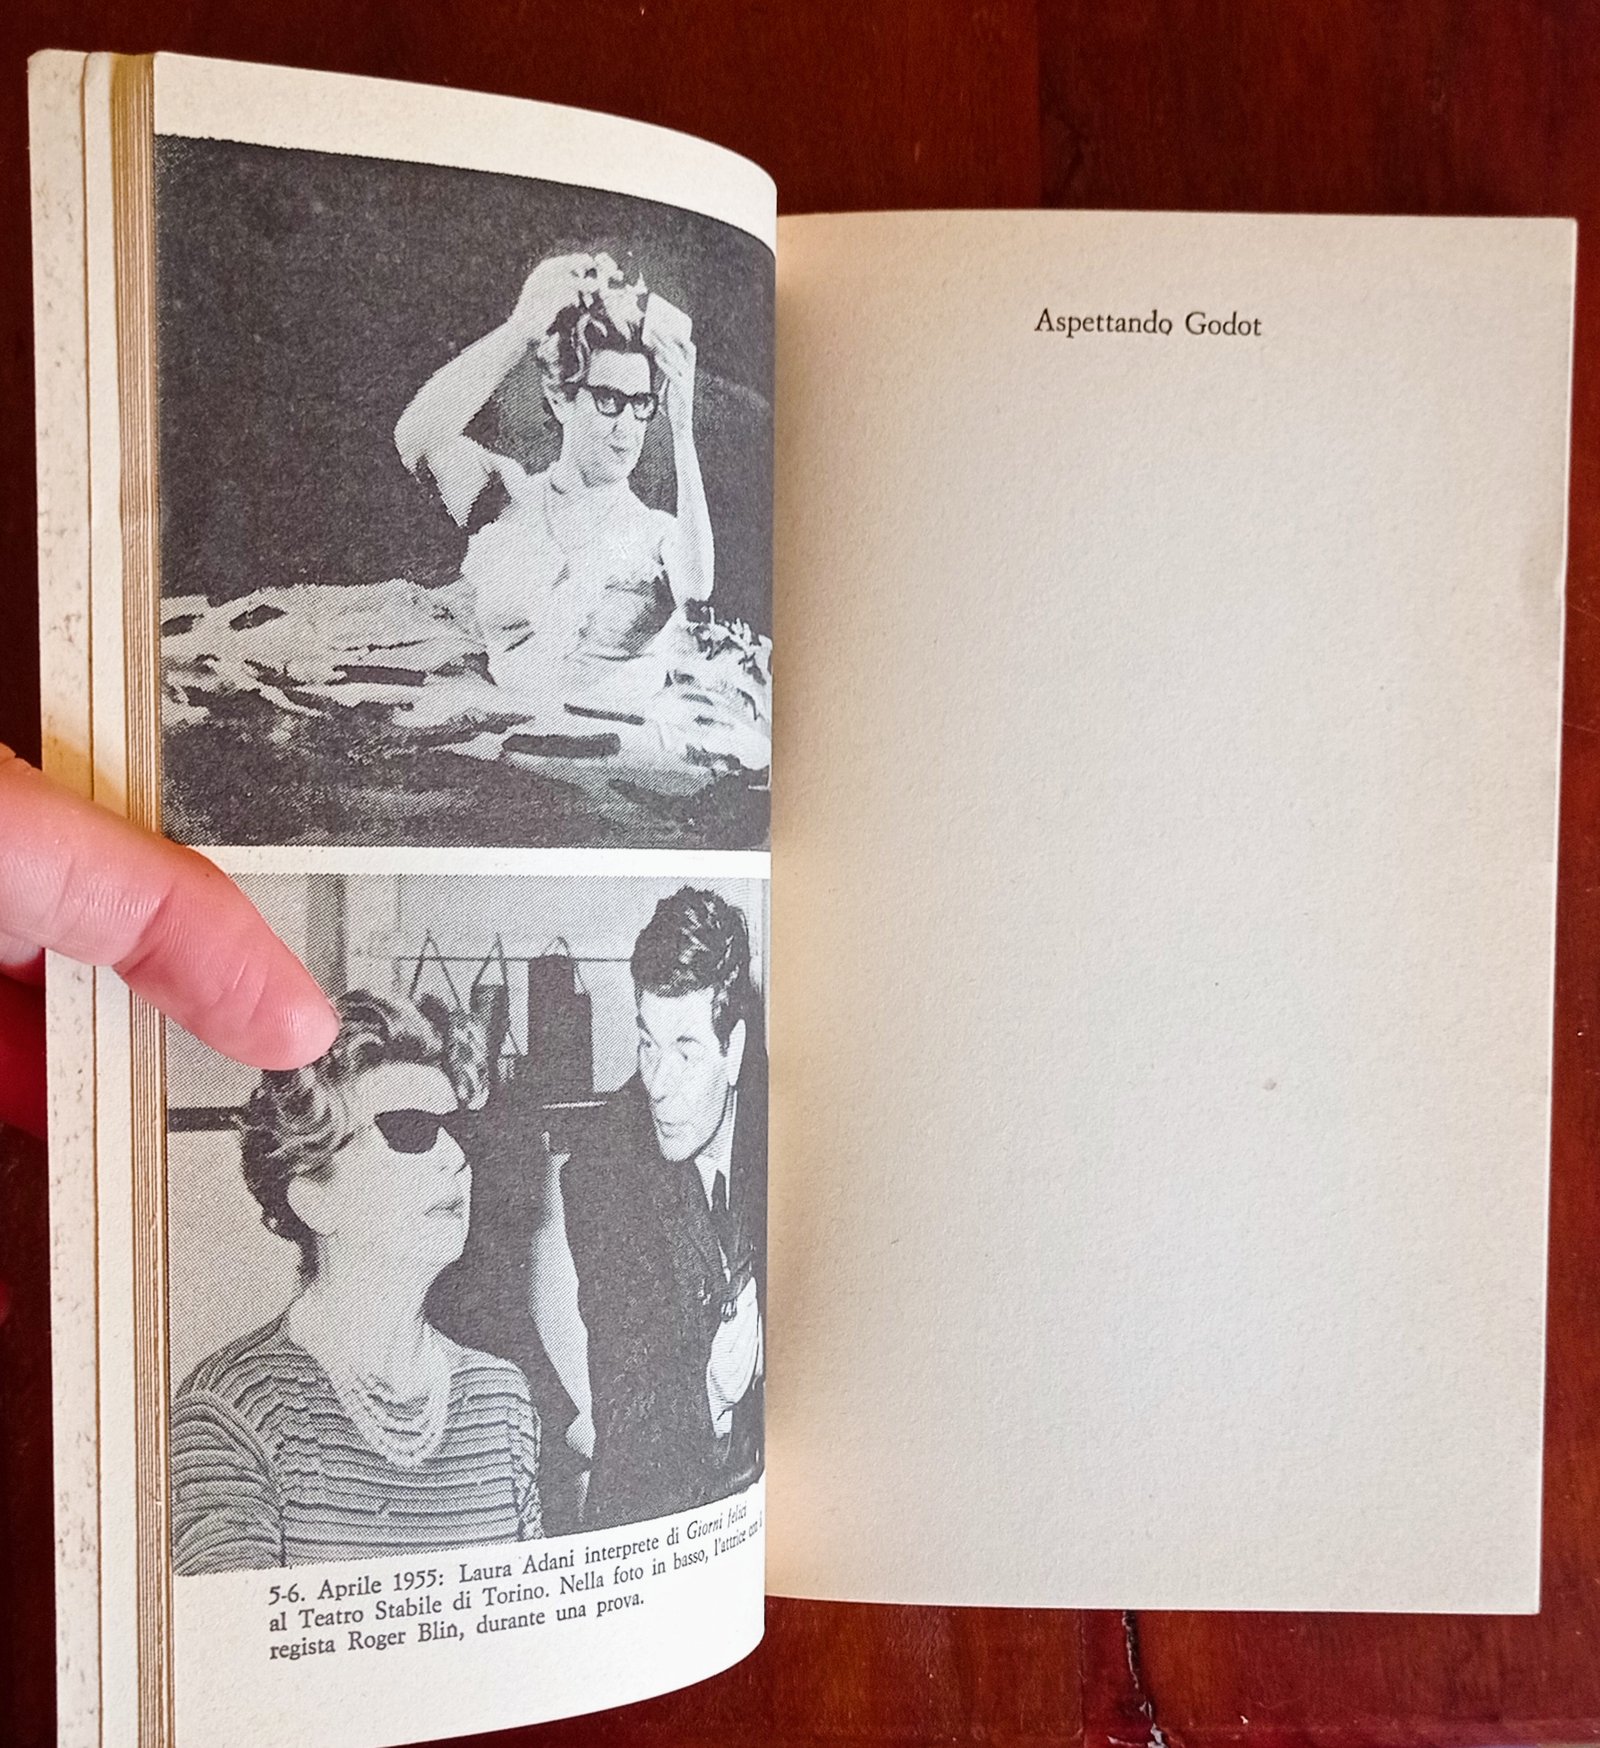 5-6. Aprile 1955: Laura Adani interprete di Giorni felici
al Teatro Stabile di Torino. Nella foto in basso, l'attrice con il
regista Roger Blin, durante una prova.
Aspettando Godot